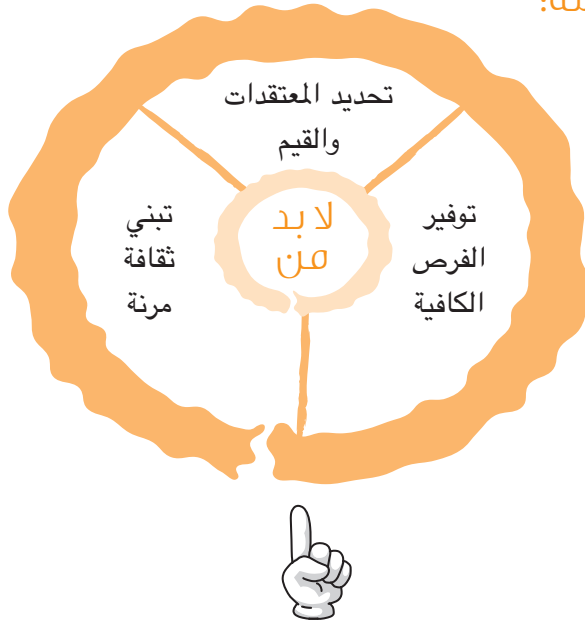 تحديد المعتقدات
والقيم
توفير
الفرص
الكافية
لا بد
من
تبني
ثقافة
مرنة